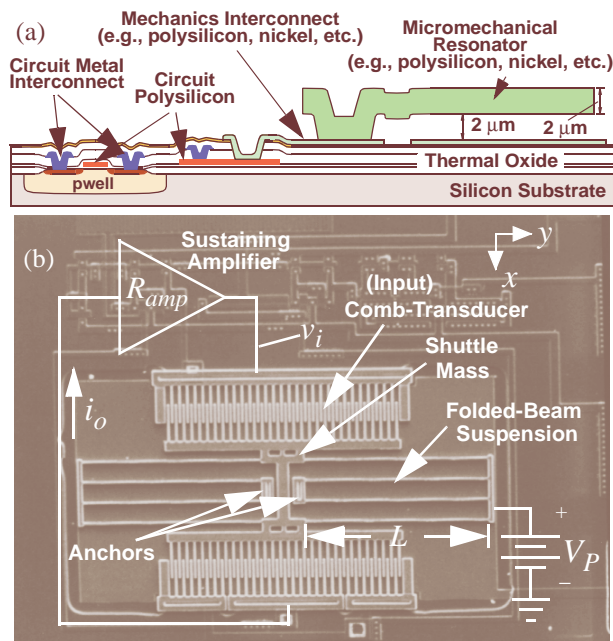 (a)
Mechanics Interconnect
(e.g., polysilicon, nickel, etc.)
Micromechanical
Resonator
(e.g., polysilicon, nickel, etc.)
Circuit Metal
Interconnect
Circuit
Polysilicon
2 μm
2 μm
Thermal Oxide
pwell
Silicon Substrate
(b)
Sustaining
Amplifier
R_amp
y
x
(Input)
Comb-Transducer
v_i
Shuttle
Mass
i_o
Folded-Beam
Suspension
Anchors
L
+
V_P
−